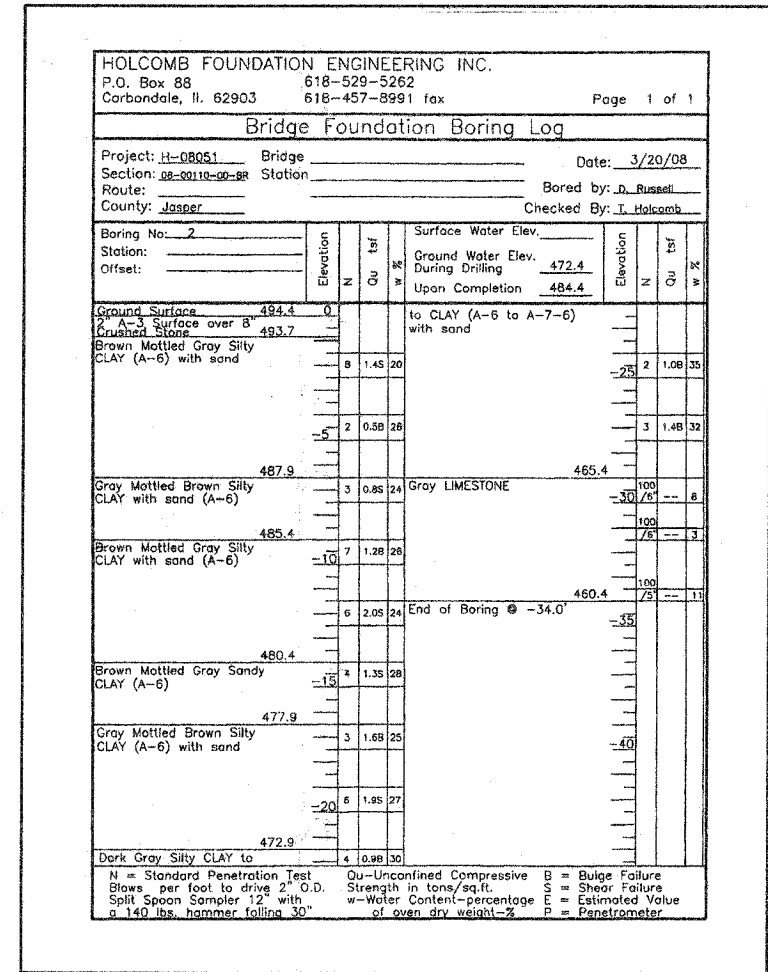 HOLCOMB FOUNDATION ENGINEERING INC.
P.O. Box 88 618-529-5262
Carbondale, Il. 62903 618-457-8991 fax Page 1 of 1
Bridge Foundation Boring Log
Project: H-08051 Bridge Date: 3/20/08
Section: 08-00110-00-BR Station
Route: Bored by: D. Russell
County: Jasper Checked By: T. Holcomb
Boring No: 2
Station:
Offset:
Elevation
N
Qu tsf
w %
Surface Water Elev.
Ground Water Elev.
During Drilling 472.4
Upon Completion 484.4
Elevation
N
Qu tsf
w %
Ground Surface 494.4 0
2" A-3 Surface over 8"
Crushed Stone 493.7
Brown Mottled Gray Silty
CLAY (A-6) with sand
8 1.4S 20
-5 2 0.5B 26
487.9
Gray Mottled Brown Silty
CLAY with sand (A-6)
3 0.8S 24
485.4
Brown Mottled Gray Silty
CLAY with sand (A-6)
-10 7 1.2B 26
6 2.0S 24
480.4
Brown Mottled Gray Sandy
CLAY (A-6)
-15 1.3S 28
477.9
Gray Mottled Brown Silty
CLAY (A-6) with sand
3 1.6B 25
-20 6 1.9S 27
472.9
Dark Gray Silty CLAY to
4 0.9B 30
to CLAY (A-6 to A-7-6)
with sand
-25 2 1.0B 35
3 1.4B 32
465.4
Gray LIMESTONE
-30 100/6" -- 8
100/6" -- 3
460.4 100/5" -- 11
End of Boring @ -34.0'
-35
-40
N = Standard Penetration Test
Blows per foot to drive 2" O.D.
Split Spoon Sampler 12" with
a 140 lbs. hammer falling 30"
Qu-Unconfined Compressive
Strength in tons/sq.ft.
w-Water Content-percentage
of oven dry weight-%
B = Bulge Failure
S = Shear Failure
E = Estimated Value
P = Penetrometer